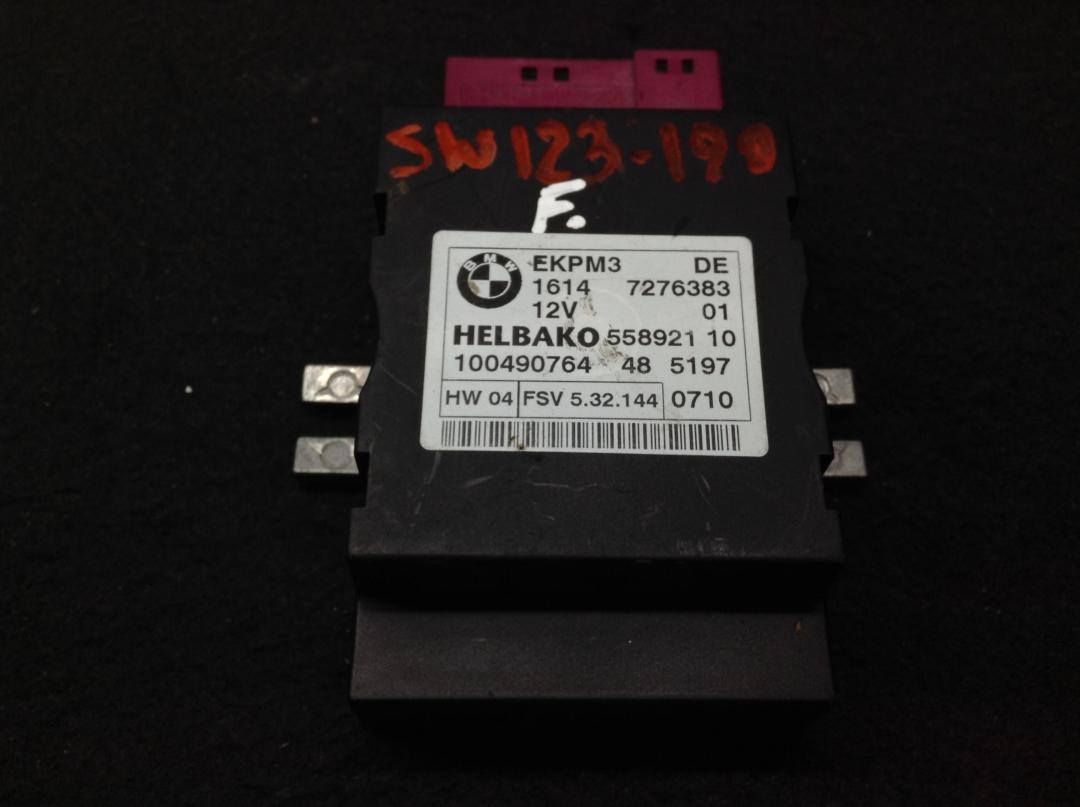 SW123-199
F.
BMW
EKPM3 DE
1614 7276383
12V 01
HELBAKO 558921 10
100490764 48 5197
HW 04 FSV 5.32.144 0710